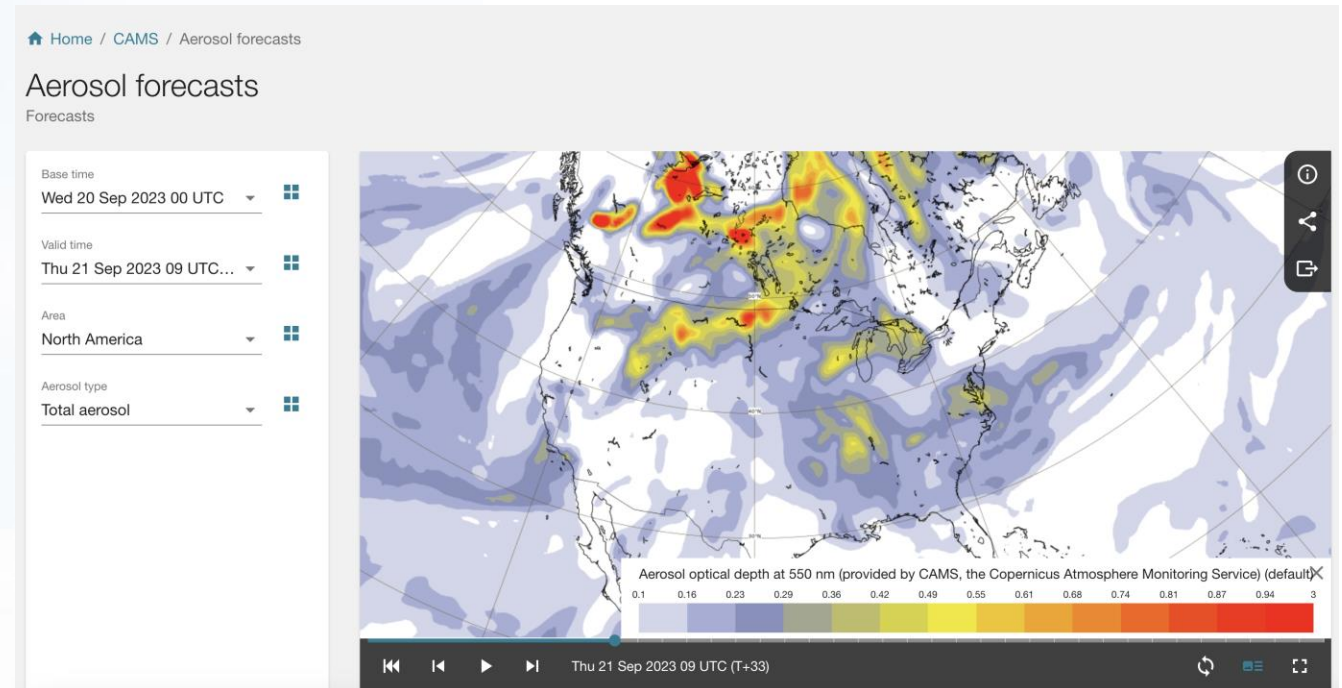 Home / CAMS / Aerosol forecasts
Aerosol forecasts
Forecasts
Base time
Wed 20 Sep 2023 00 UTC
Valid time
Thu 21 Sep 2023 09 UTC...
Area
North America
Aerosol type
Total aerosol
Aerosol optical depth at 550 nm (provided by CAMS, the Copernicus Atmosphere Monitoring Service) (default)
0.1 0.16 0.23 0.29 0.36 0.42 0.49 0.55 0.61 0.68 0.74 0.81 0.87 0.94 3
Thu 21 Sep 2023 09 UTC (T+33)